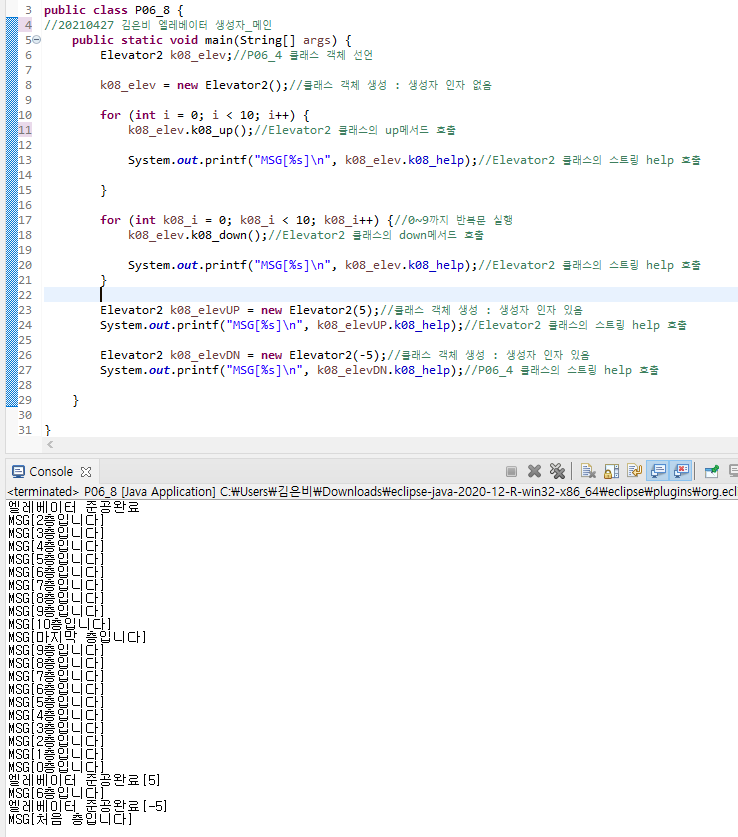 3 public class P06_8 {
4 //20210427 김은비 엘레베이터 생성자_메인
5 public static void main(String[] args) {
6 Elevator2 k08_elev;//P06_4 클래스 객체 선언
7
8 k08_elev = new Elevator2();//클래스 객체 생성 : 생성자 인자 없음
9
10 for (int i = 0; i < 10; i++) {
11 k08_elev.k08_up();//Elevator2 클래스의 up메서드 호출
12
13 System.out.printf("MSG[%s]\n", k08_elev.k08_help);//Elevator2 클래스의 스트링 help 호출
14
15 }
16
17 for (int k08_i = 0; k08_i < 10; k08_i++) {//0~9까지 반복문 실행
18 k08_elev.k08_down();//Elevator2 클래스의 down메서드 호출
19
20 System.out.printf("MSG[%s]\n", k08_elev.k08_help);//Elevator2 클래스의 스트링 help 호출
21 }
22
23 Elevator2 k08_elevUP = new Elevator2(5);//클래스 객체 생성 : 생성자 인자 있음
24 System.out.printf("MSG[%s]\n", k08_elevUP.k08_help);//Elevator2 클래스의 스트링 help 호출
25
26 Elevator2 k08_elevDN = new Elevator2(-5);//클래스 객체 생성 : 생성자 인자 있음
27 System.out.printf("MSG[%s]\n", k08_elevDN.k08_help);//P06_4 클래스의 스트링 help 호출
28
29 }
30
31 }
Console
<terminated> P06_8 [Java Application] C:₩Users₩김은비₩Downloads₩eclipse-java-2020-12-R-win32-x86_64₩eclipse₩plugins₩org.ecl
엘레베이터 준공완료
MSG[2층입니다]
MSG[3층입니다]
MSG[4층입니다]
MSG[5층입니다]
MSG[6층입니다]
MSG[7층입니다]
MSG[8층입니다]
MSG[9층입니다]
MSG[10층입니다]
MSG[마지막 층입니다]
MSG[9층입니다]
MSG[8층입니다]
MSG[7층입니다]
MSG[6층입니다]
MSG[5층입니다]
MSG[4층입니다]
MSG[3층입니다]
MSG[2층입니다]
MSG[1층입니다]
MSG[0층입니다]
엘레베이터 준공완료[5]
MSG[6층입니다]
엘레베이터 준공완료[-5]
MSG[처음 층입니다]